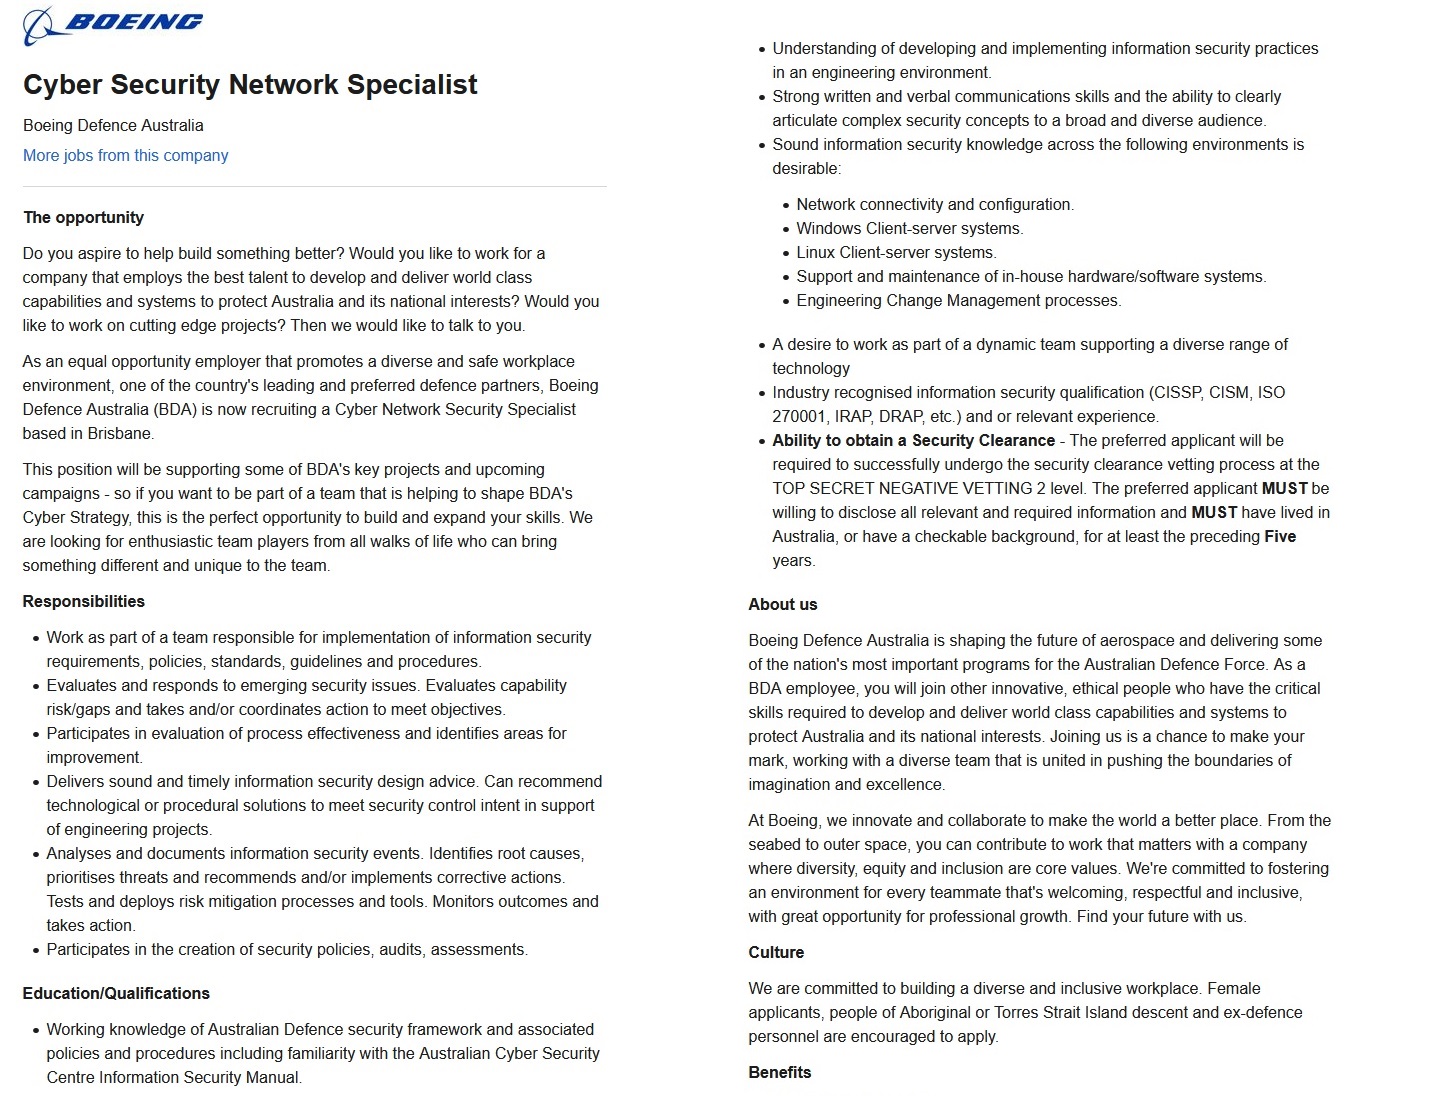 BOEING
Cyber Security Network Specialist
Boeing Defence Australia
More jobs from this company
The opportunity
Do you aspire to help build something better? Would you like to work for a
company that employs the best talent to develop and deliver world class
capabilities and systems to protect Australia and its national interests? Would you
like to work on cutting edge projects? Then we would like to talk to you.
As an equal opportunity employer that promotes a diverse and safe workplace
environment, one of the country's leading and preferred defence partners, Boeing
Defence Australia (BDA) is now recruiting a Cyber Network Security Specialist
based in Brisbane.
This position will be supporting some of BDA's key projects and upcoming
campaigns - so if you want to be part of a team that is helping to shape BDA's
Cyber Strategy, this is the perfect opportunity to build and expand your skills. We
are looking for enthusiastic team players from all walks of life who can bring
something different and unique to the team.
Responsibilities
• Work as part of a team responsible for implementation of information security
requirements, policies, standards, guidelines and procedures.
• Evaluates and responds to emerging security issues. Evaluates capability
risk/gaps and takes and/or coordinates action to meet objectives.
• Participates in evaluation of process effectiveness and identifies areas for
improvement.
• Delivers sound and timely information security design advice. Can recommend
technological or procedural solutions to meet security control intent in support
of engineering projects.
• Analyses and documents information security events. Identifies root causes,
prioritises threats and recommends and/or implements corrective actions.
Tests and deploys risk mitigation processes and tools. Monitors outcomes and
takes action.
• Participates in the creation of security policies, audits, assessments.
Education/Qualifications
• Working knowledge of Australian Defence security framework and associated
policies and procedures including familiarity with the Australian Cyber Security
Centre Information Security Manual.
• Understanding of developing and implementing information security practices
in an engineering environment.
• Strong written and verbal communications skills and the ability to clearly
articulate complex security concepts to a broad and diverse audience.
• Sound information security knowledge across the following environments is
desirable:
• Network connectivity and configuration.
• Windows Client-server systems.
• Linux Client-server systems.
• Support and maintenance of in-house hardware/software systems.
• Engineering Change Management processes.
• A desire to work as part of a dynamic team supporting a diverse range of
technology
• Industry recognised information security qualification (CISSP, CISM, ISO
270001, IRAP, DRAP, etc.) and or relevant experience.
• Ability to obtain a Security Clearance - The preferred applicant will be
required to successfully undergo the security clearance vetting process at the
TOP SECRET NEGATIVE VETTING 2 level. The preferred applicant MUST be
willing to disclose all relevant and required information and MUST have lived in
Australia, or have a checkable background, for at least the preceding Five
years.
About us
Boeing Defence Australia is shaping the future of aerospace and delivering some
of the nation's most important programs for the Australian Defence Force. As a
BDA employee, you will join other innovative, ethical people who have the critical
skills required to develop and deliver world class capabilities and systems to
protect Australia and its national interests. Joining us is a chance to make your
mark, working with a diverse team that is united in pushing the boundaries of
imagination and excellence.
At Boeing, we innovate and collaborate to make the world a better place. From the
seabed to outer space, you can contribute to work that matters with a company
where diversity, equity and inclusion are core values. We're committed to fostering
an environment for every teammate that's welcoming, respectful and inclusive,
with great opportunity for professional growth. Find your future with us.
Culture
We are committed to building a diverse and inclusive workplace. Female
applicants, people of Aboriginal or Torres Strait Island descent and ex-defence
personnel are encouraged to apply.
Benefits